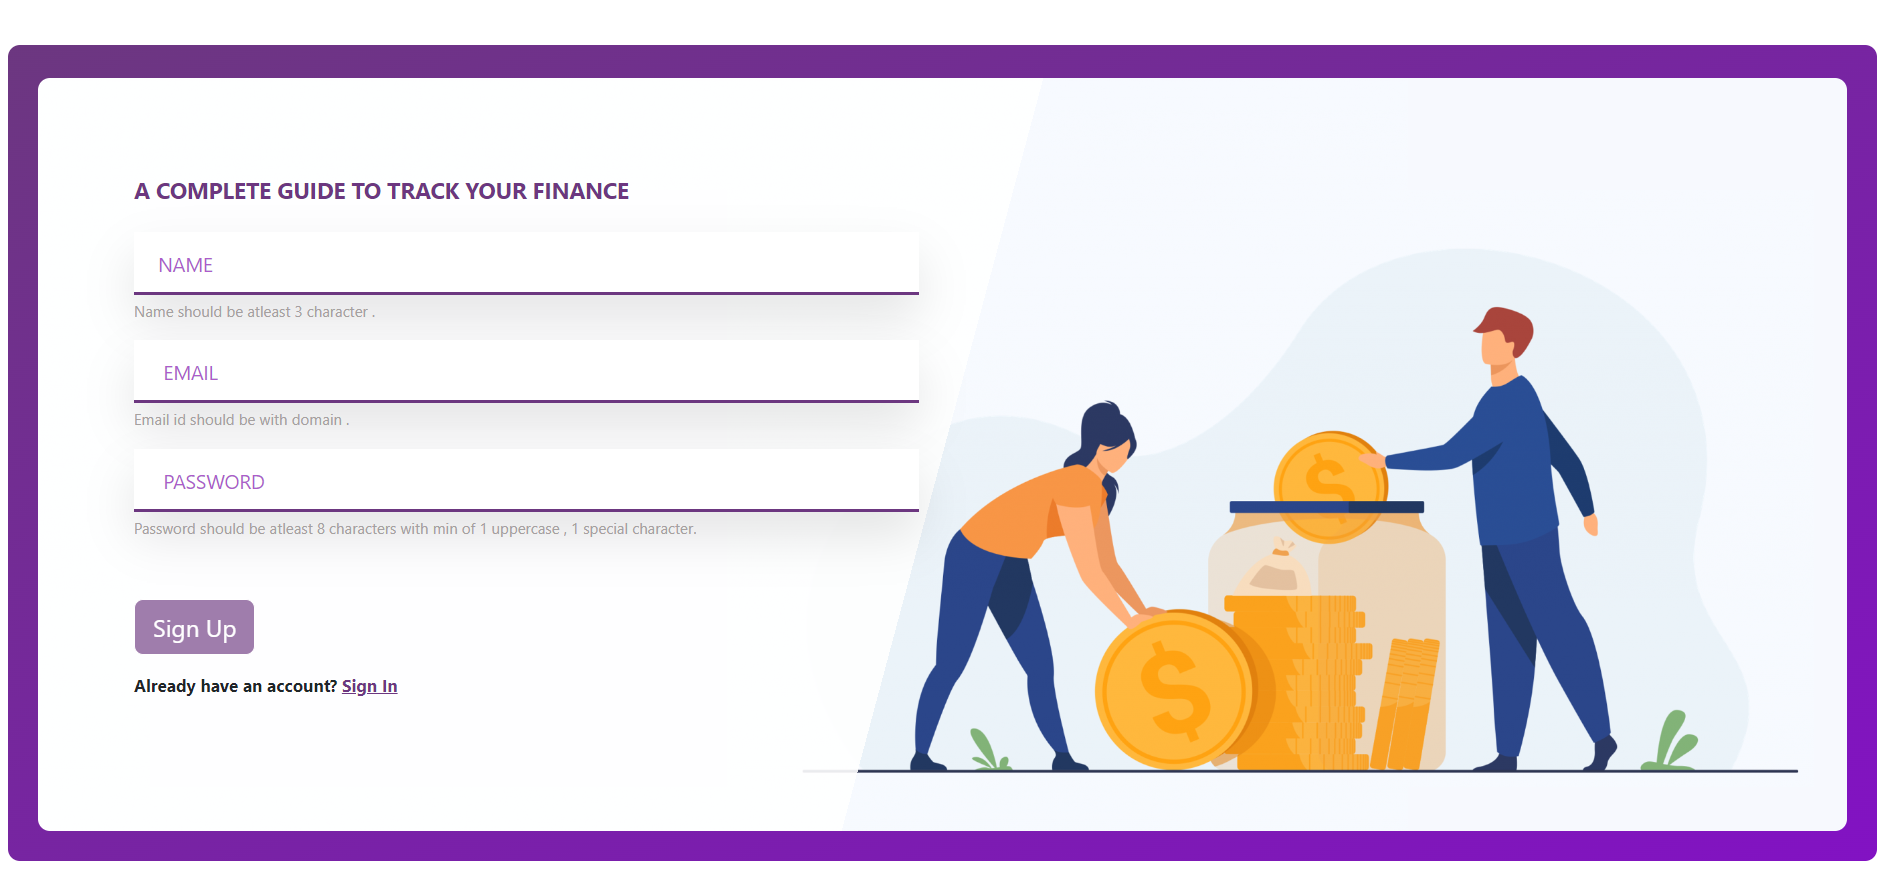 A COMPLETE GUIDE TO TRACK YOUR FINANCE
NAME
Name should be atleast 3 character .
EMAIL
Email id should be with domain .
PASSWORD
Password should be atleast 8 characters with min of 1 uppercase , 1 special character.
Sign Up
Already have an account? Sign In
$
$